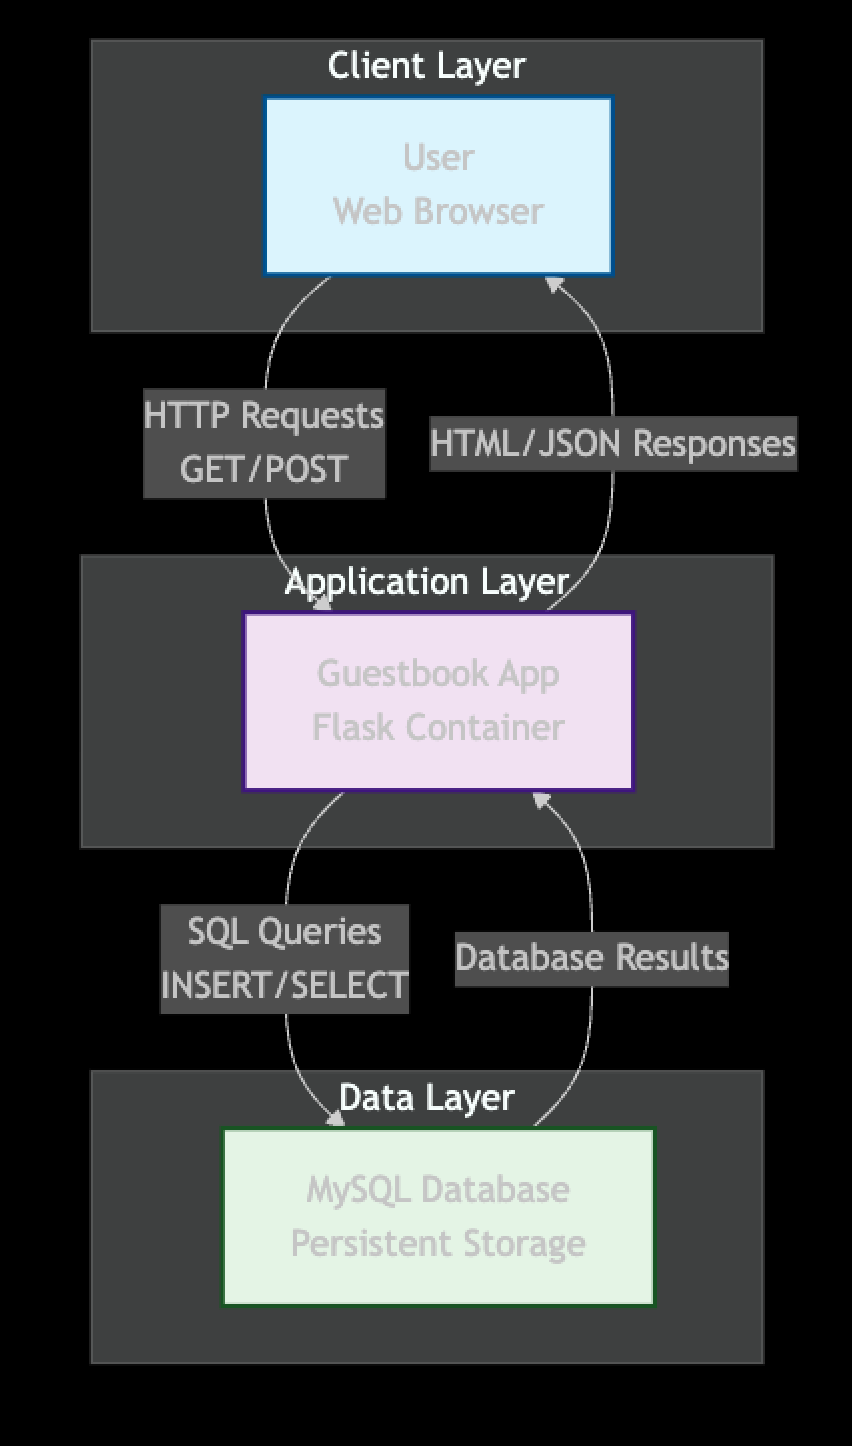 Client Layer
User
Web Browser
HTTP Requests
GET/POST
HTML/JSON Responses
Application Layer
Guestbook App
Flask Container
SQL Queries
INSERT/SELECT
Database Results
Data Layer
MySQL Database
Persistent Storage